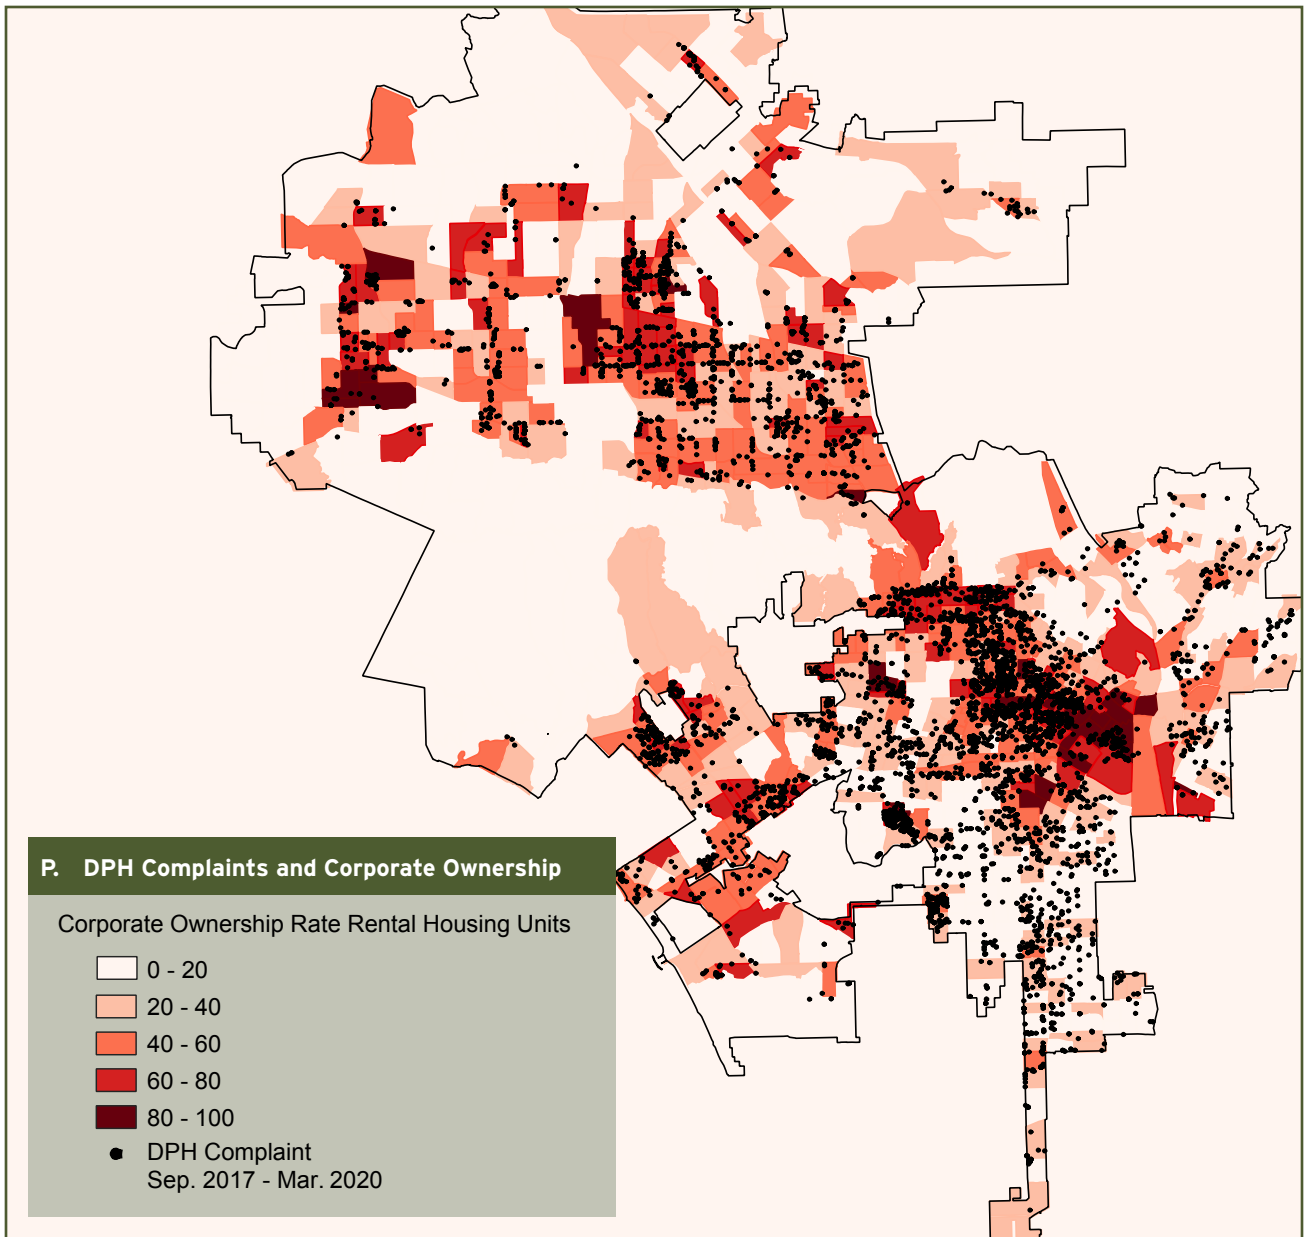 P. DPH Complaints and Corporate Ownership
Corporate Ownership Rate Rental Housing Units
0 - 20
20 - 40
40 - 60
60 - 80
80 - 100
DPH Complaint
Sep. 2017 - Mar. 2020